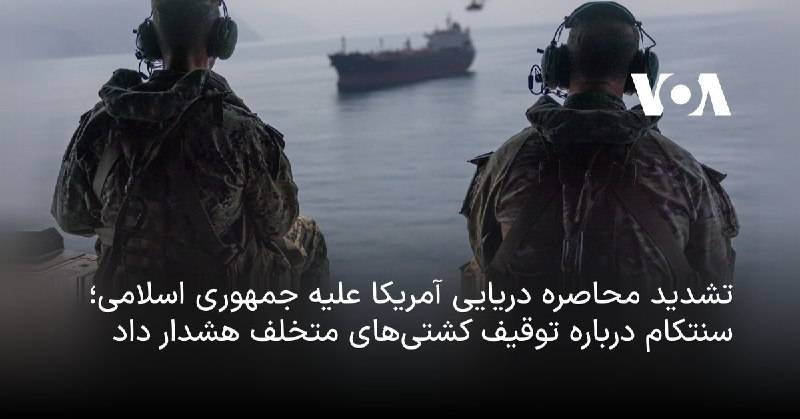 VOA
تشدید محاصره دریایی آمریکا علیه جمهوری اسلامی؛
سنتکام درباره توقیف کشتی‌های متخلف هشدار داد